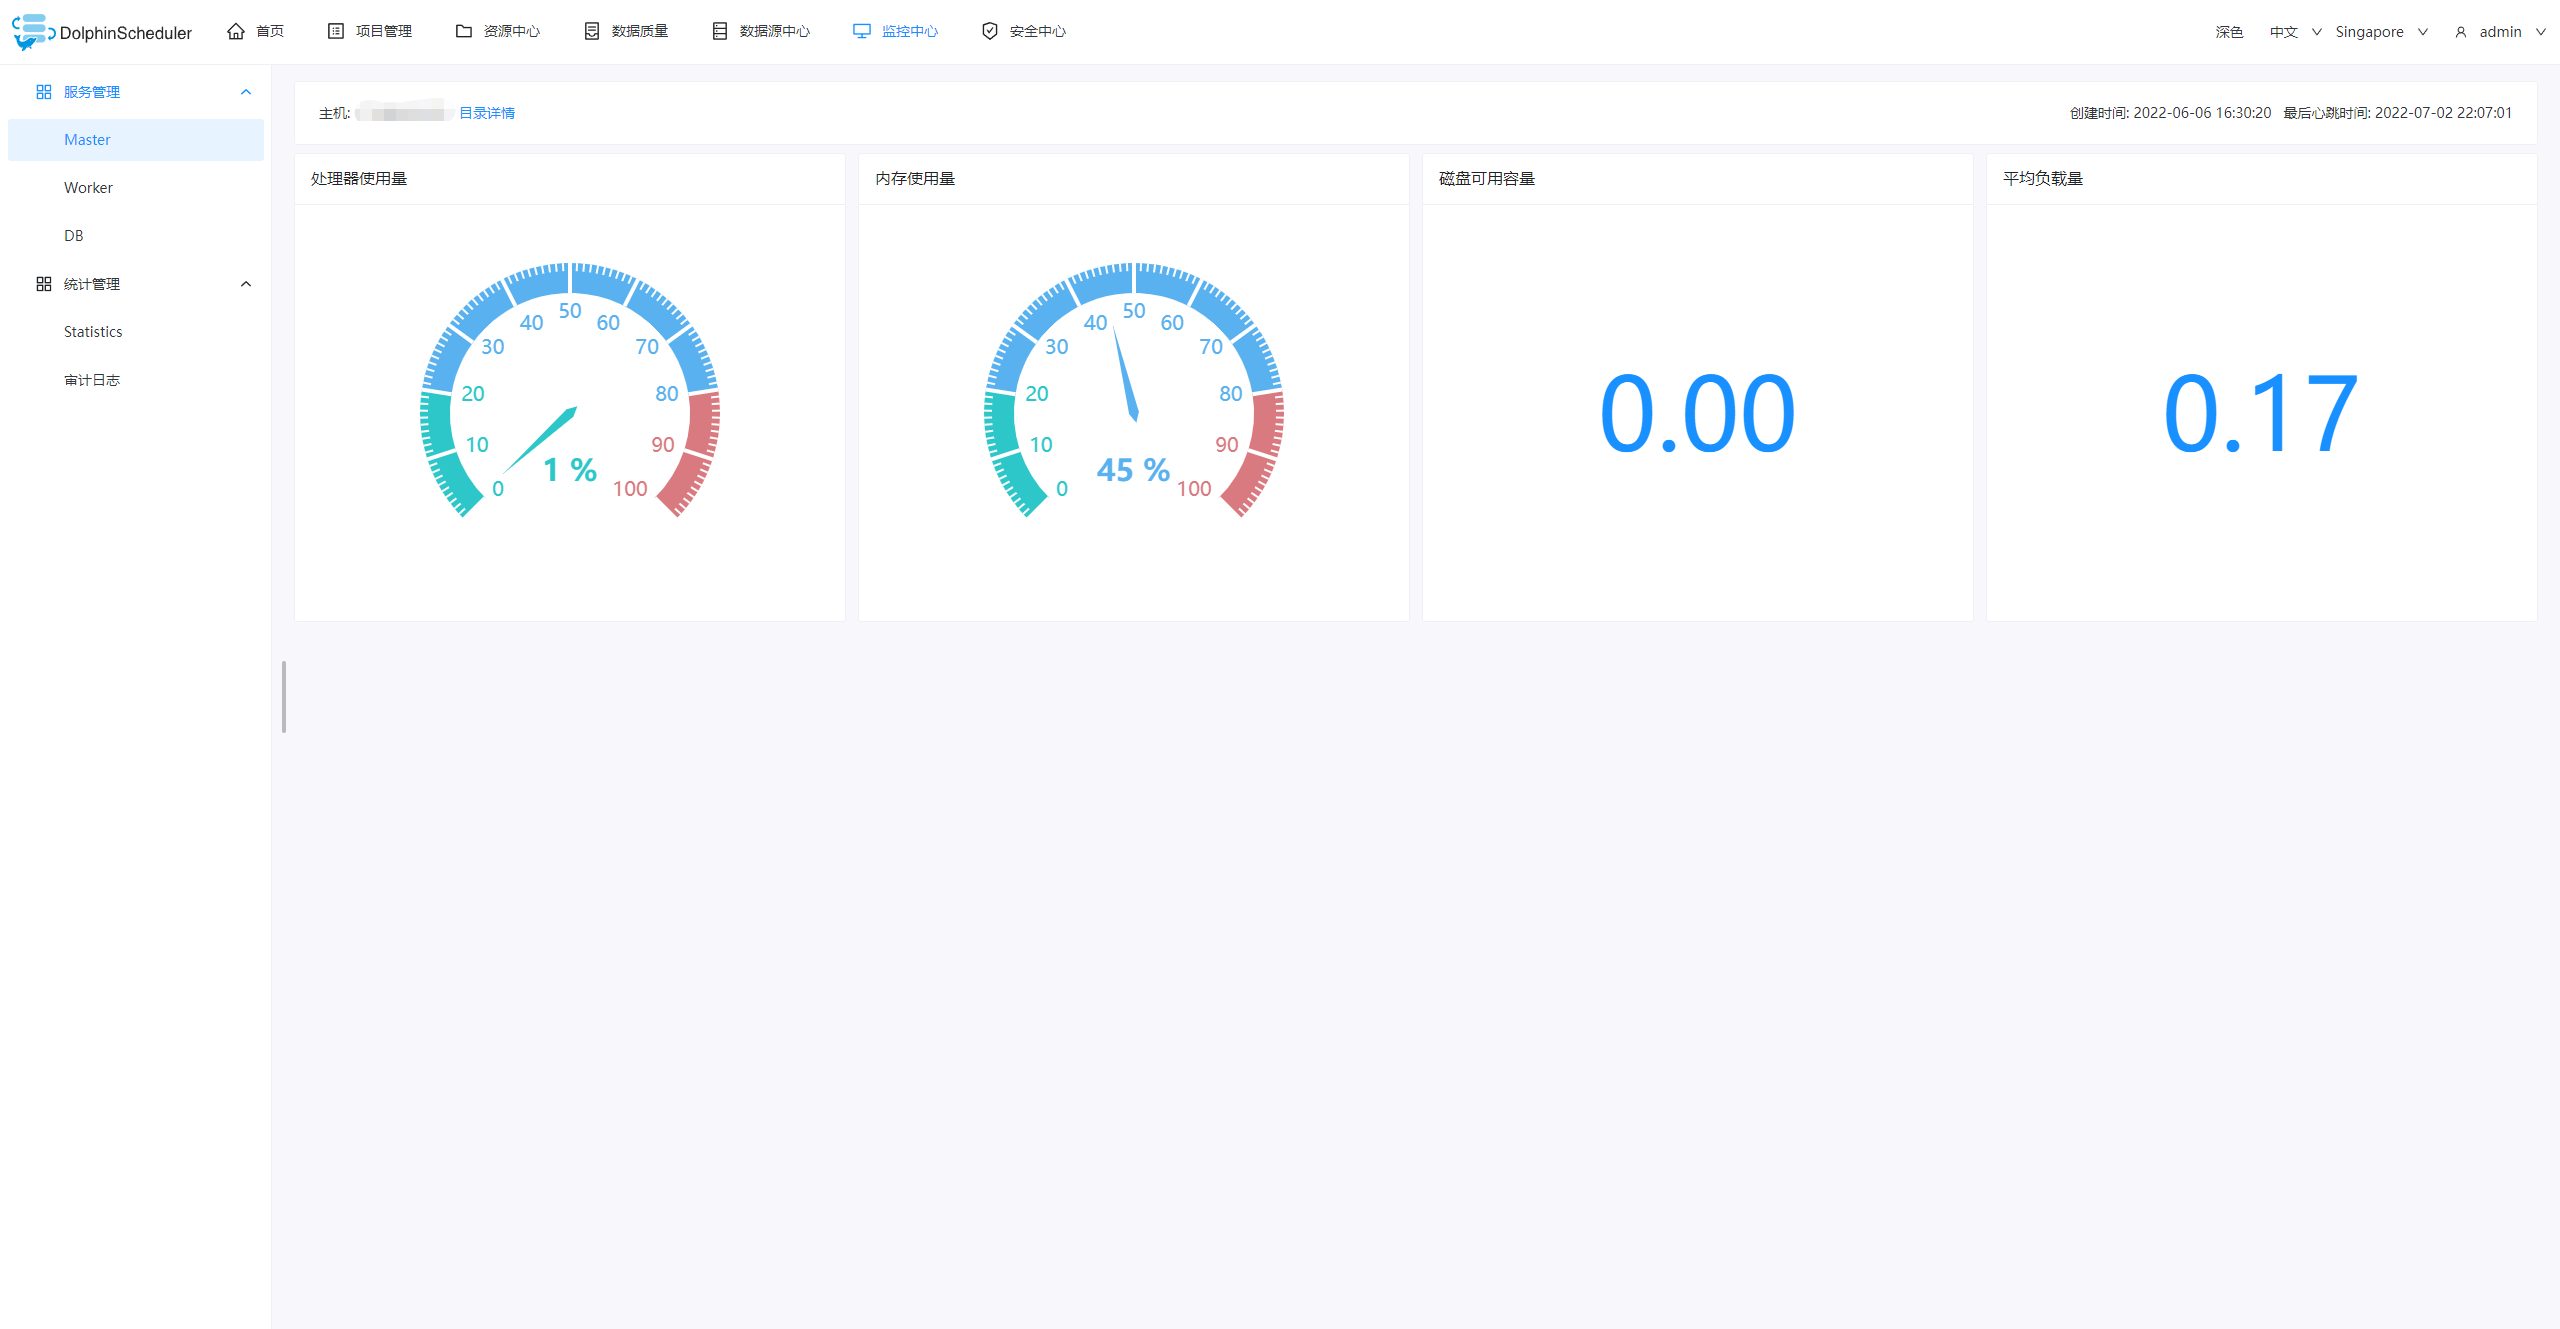 DolphinScheduler 首页 项目管理 资源中心 数据质量 数据源中心 监控中心 安全中心 深色 中文 Singapore admin
服务管理
Master
Worker
DB
统计管理
Statistics
审计日志
主机: 目录详情 创建时间: 2022-06-06 16:30:20 最后心跳时间: 2022-07-02 22:07:01
处理器使用量
0
10
20
30
40
50
60
70
80
90
100
1 %
内存使用量
0
10
20
30
40
50
60
70
80
90
100
45 %
磁盘可用容量
0.00
平均负载量
0.17